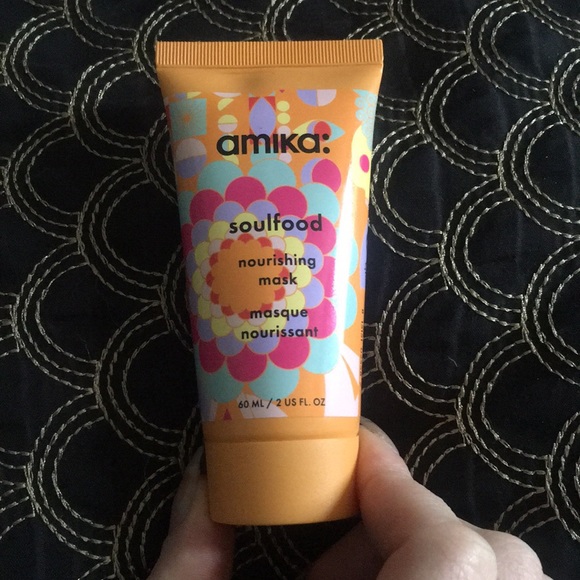 amika:
soulfood
nourishing
mask
masque
nourissant
60 ML / 2 US FL. OZ